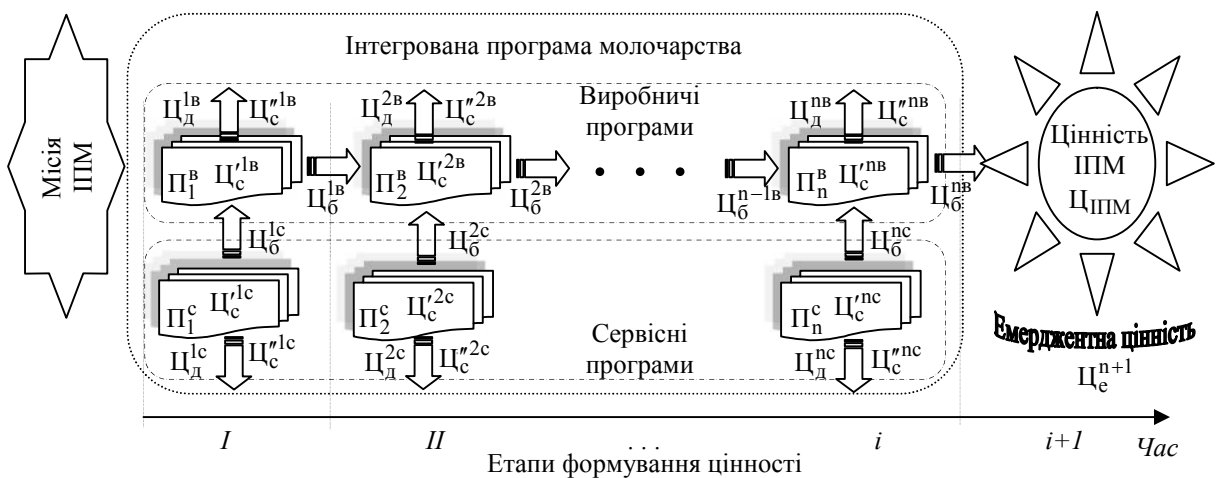 Інтегрована програма молочарства
Місія
ІПМ
Виробничі
програми
Ц_д^{1в} Ц″_с^{1в}
Ц_д^{2в} Ц″_с^{2в}
Ц_д^{nв} Ц″_с^{nв}
П_1^в Ц′_с^{1в}
Ц_б^{1в}
П_2^в Ц′_с^{2в}
Ц_б^{2в}
. . .
Ц_б^{n−1в}
П_n^в Ц′_с^{nв}
Ц_б^{nв}
Цінність
ІПМ
Ц_{ІПМ}
Ц_б^{1с}
Ц_б^{2с}
Ц_б^{nс}
П_1^с Ц′_с^{1с}
П_2^с Ц′_с^{2с}
П_n^с Ц′_с^{nс}
Сервісні
програми
Ц_д^{1с} Ц″_с^{1с}
Ц_д^{2с} Ц″_с^{2с}
Ц_д^{nс} Ц″_с^{nс}
Емерджентна цінність
Ц_е^{n+1}
I II . . . i i+1 Час
Етапи формування цінності